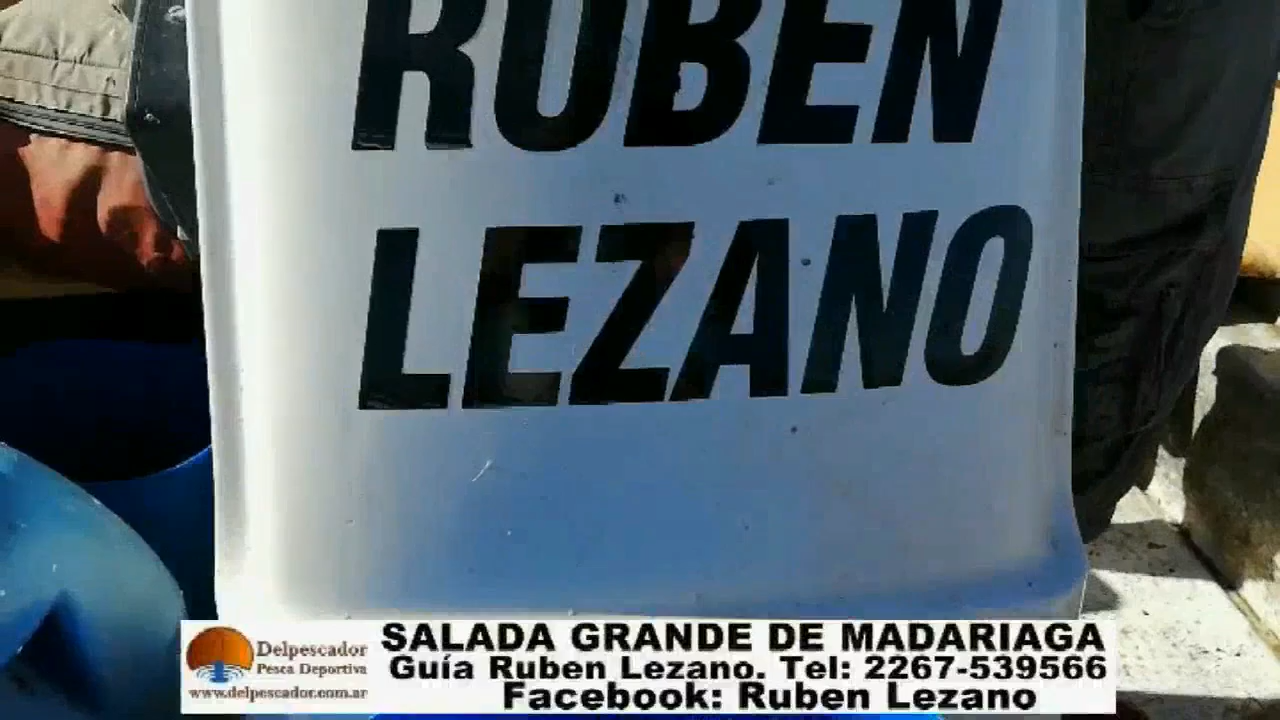 RUBEN
LEZANO
Delpescador
Pesca Deportiva
www.delpescador.com.ar
SALADA GRANDE DE MADARIAGA
Guía Ruben Lezano. Tel: 2267-539566
Facebook: Ruben Lezano